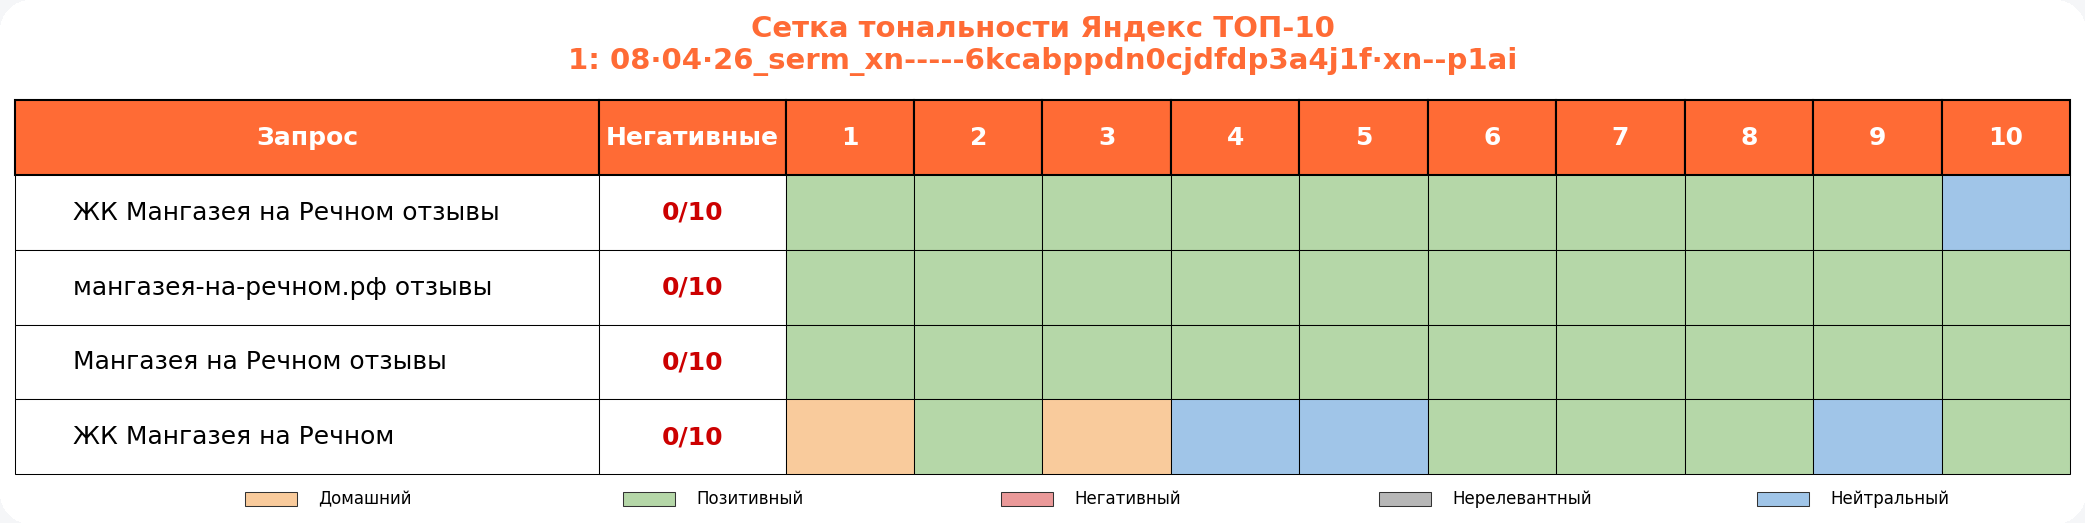 Сетка тональности Яндекс ТОП-10
1: 08·04·26_serm_xn-----6kcabppdn0cjdfdp3a4j1f·xn--p1ai
Запрос Негативные 1 2 3 4 5 6 7 8 9 10
ЖК Мангазея на Речном отзывы 0/10
мангазея-на-речном.рф отзывы 0/10
Мангазея на Речном отзывы 0/10
ЖК Мангазея на Речном 0/10
Домашний Позитивный Негативный Нерелевантный Нейтральный